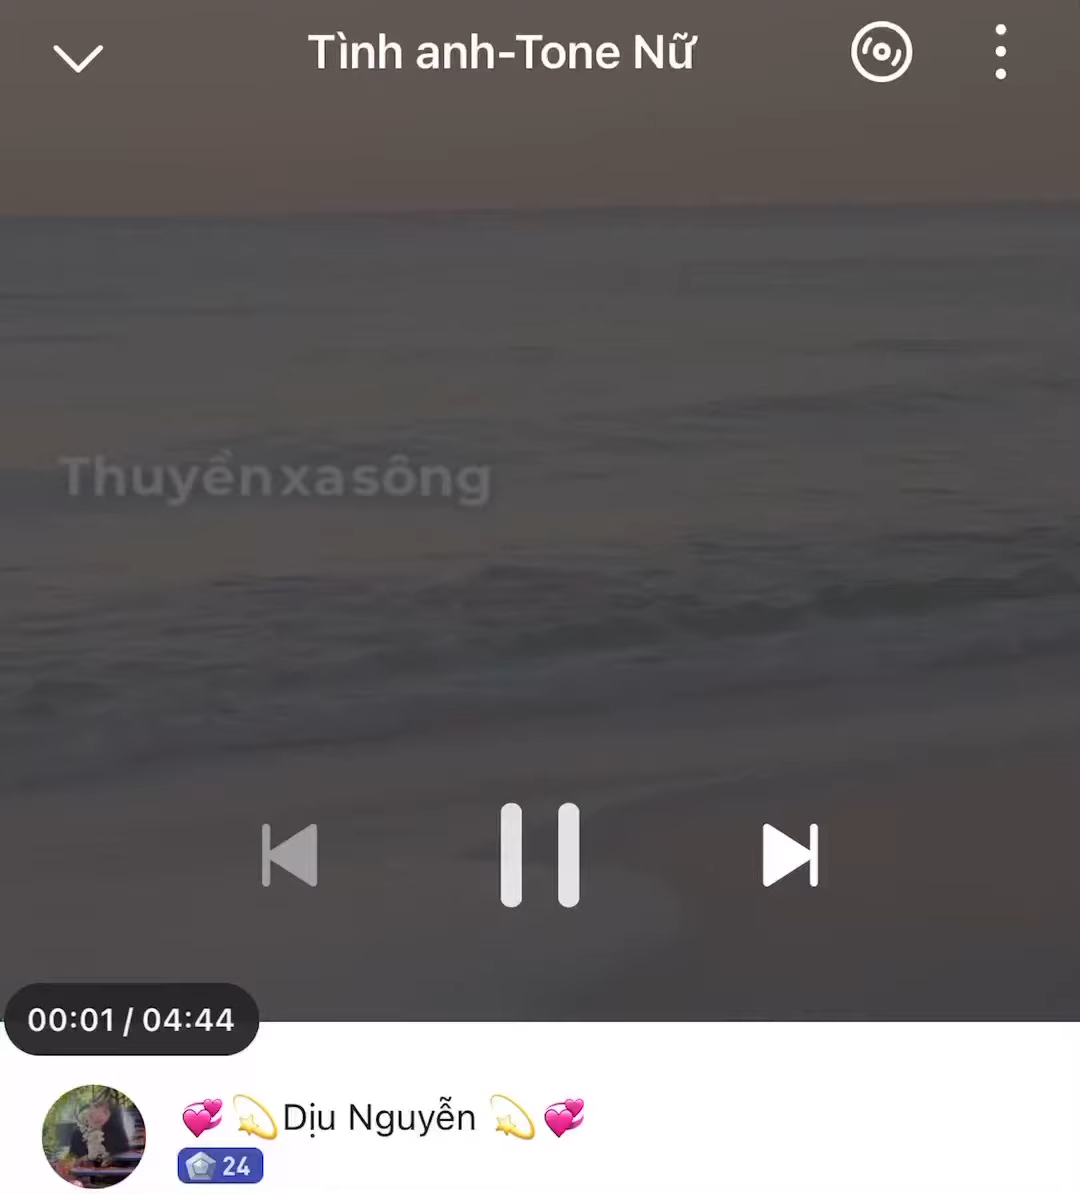 Tình anh-Tone Nữ
Thuyền xa sông
00:01 / 04:44
💞 💫 Dịu Nguyễn 💫 💞
24